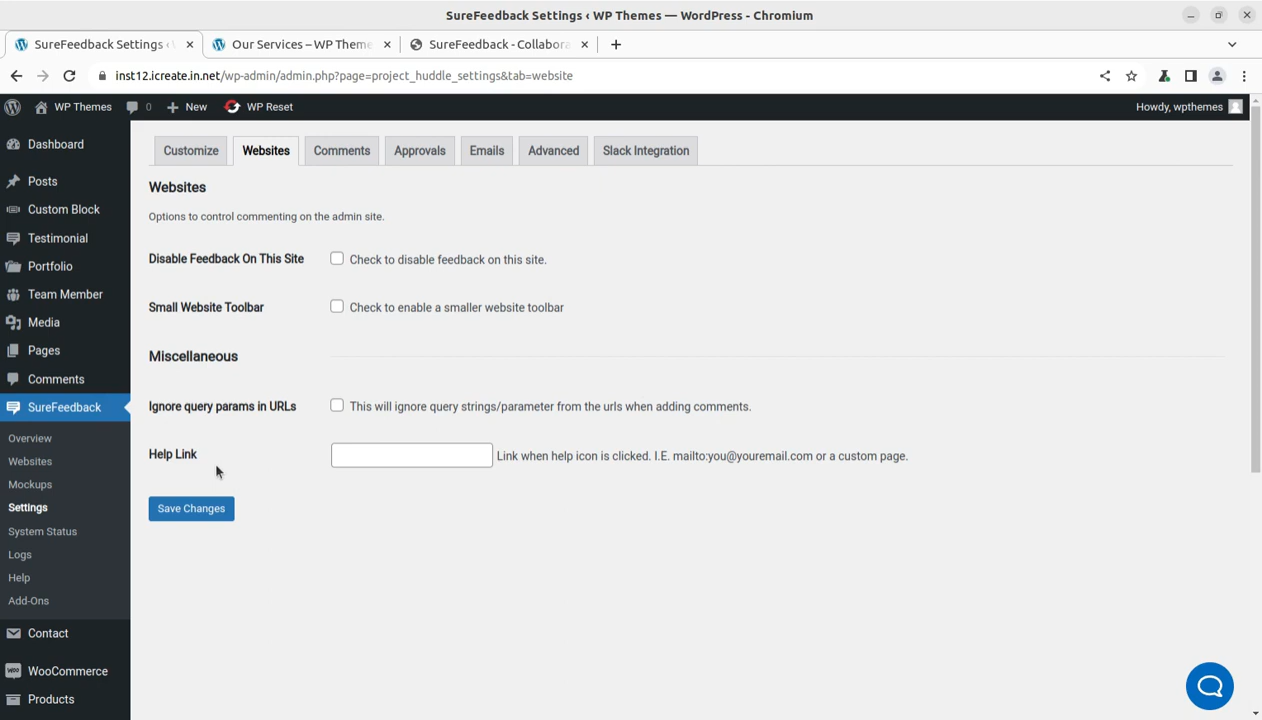 SureFeedback Settings ‹ WP Themes — WordPress - Chromium
SureFeedback Settings ‹
Our Services – WP Theme
SureFeedback - Collabora
inst12.icreate.in.net/wp-admin/admin.php?page=project_huddle_settings&tab=website
WP Themes
0
New
WP Reset
Howdy, wpthemes
Dashboard
Posts
Custom Block
Testimonial
Portfolio
Team Member
Media
Pages
Comments
SureFeedback
Overview
Websites
Mockups
Settings
System Status
Logs
Help
Add-Ons
Contact
WooCommerce
Products
Customize
Websites
Comments
Approvals
Emails
Advanced
Slack Integration
Websites
Options to control commenting on the admin site.
Disable Feedback On This Site
Check to disable feedback on this site.
Small Website Toolbar
Check to enable a smaller website toolbar
Miscellaneous
Ignore query params in URLs
This will ignore query strings/parameter from the urls when adding comments.
Help Link
Link when help icon is clicked. I.E. mailto:you@youremail.com or a custom page.
Save Changes